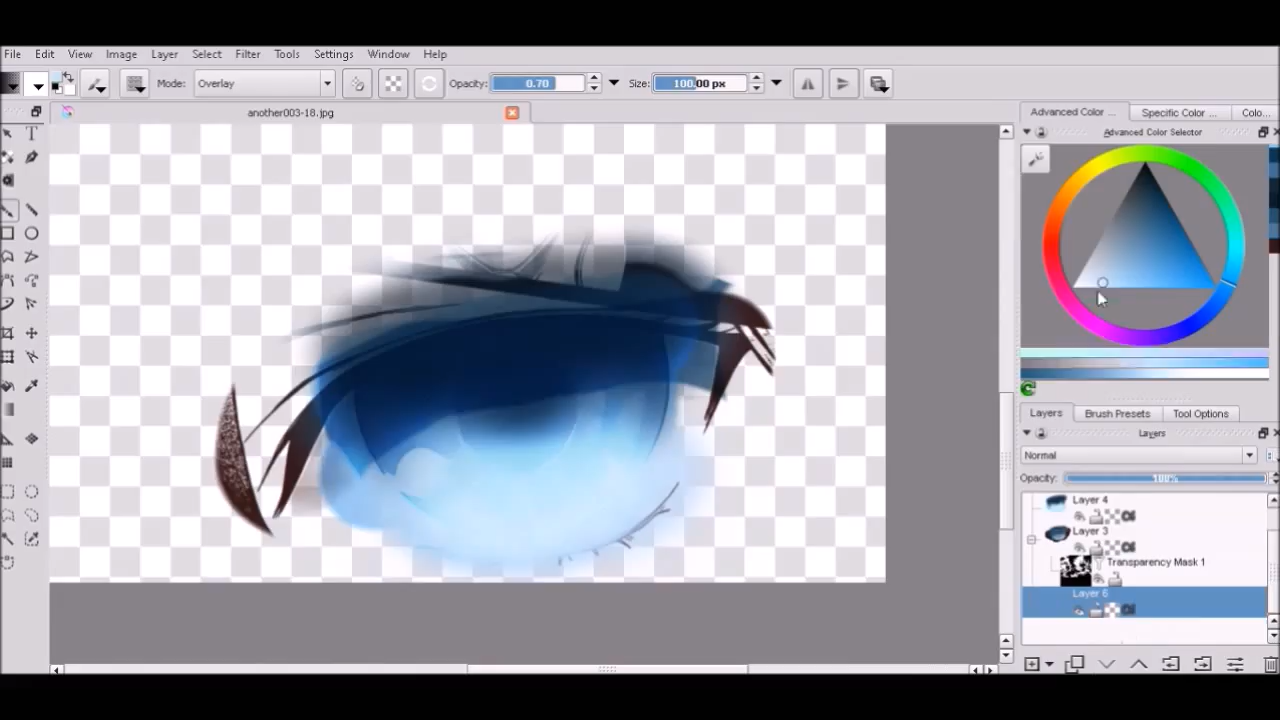 File Edit View Image Layer Select Filter Tools Settings Window Help
Mode: Overlay Opacity: 0.70 Size: 100.00 px
another003-18.jpg
Advanced Color ... Specific Color ... Colo...
Advanced Color Selector
T
Layers Brush Presets Tool Options
Layers
Normal
Opacity: 100%
Layer 4
Layer 3
Transparency Mask 1
Layer 6